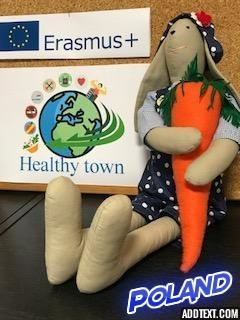 Erasmus+
Healthy town
POLAND
ADDTEXT.COM